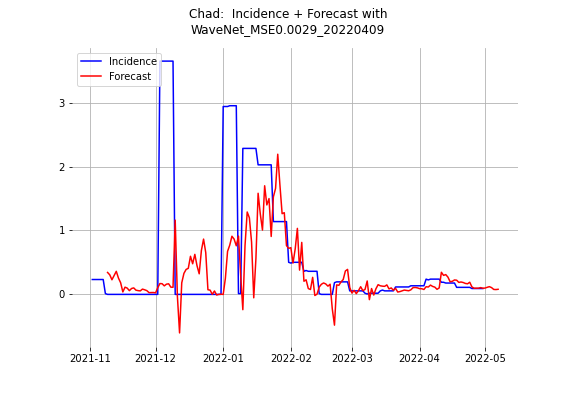 Chad:  Incidence + Forecast with
WaveNet_MSE0.0029_20220409
Incidence
Forecast
3
2
1
0
2021-11
2021-12
2022-01
2022-02
2022-03
2022-04
2022-05